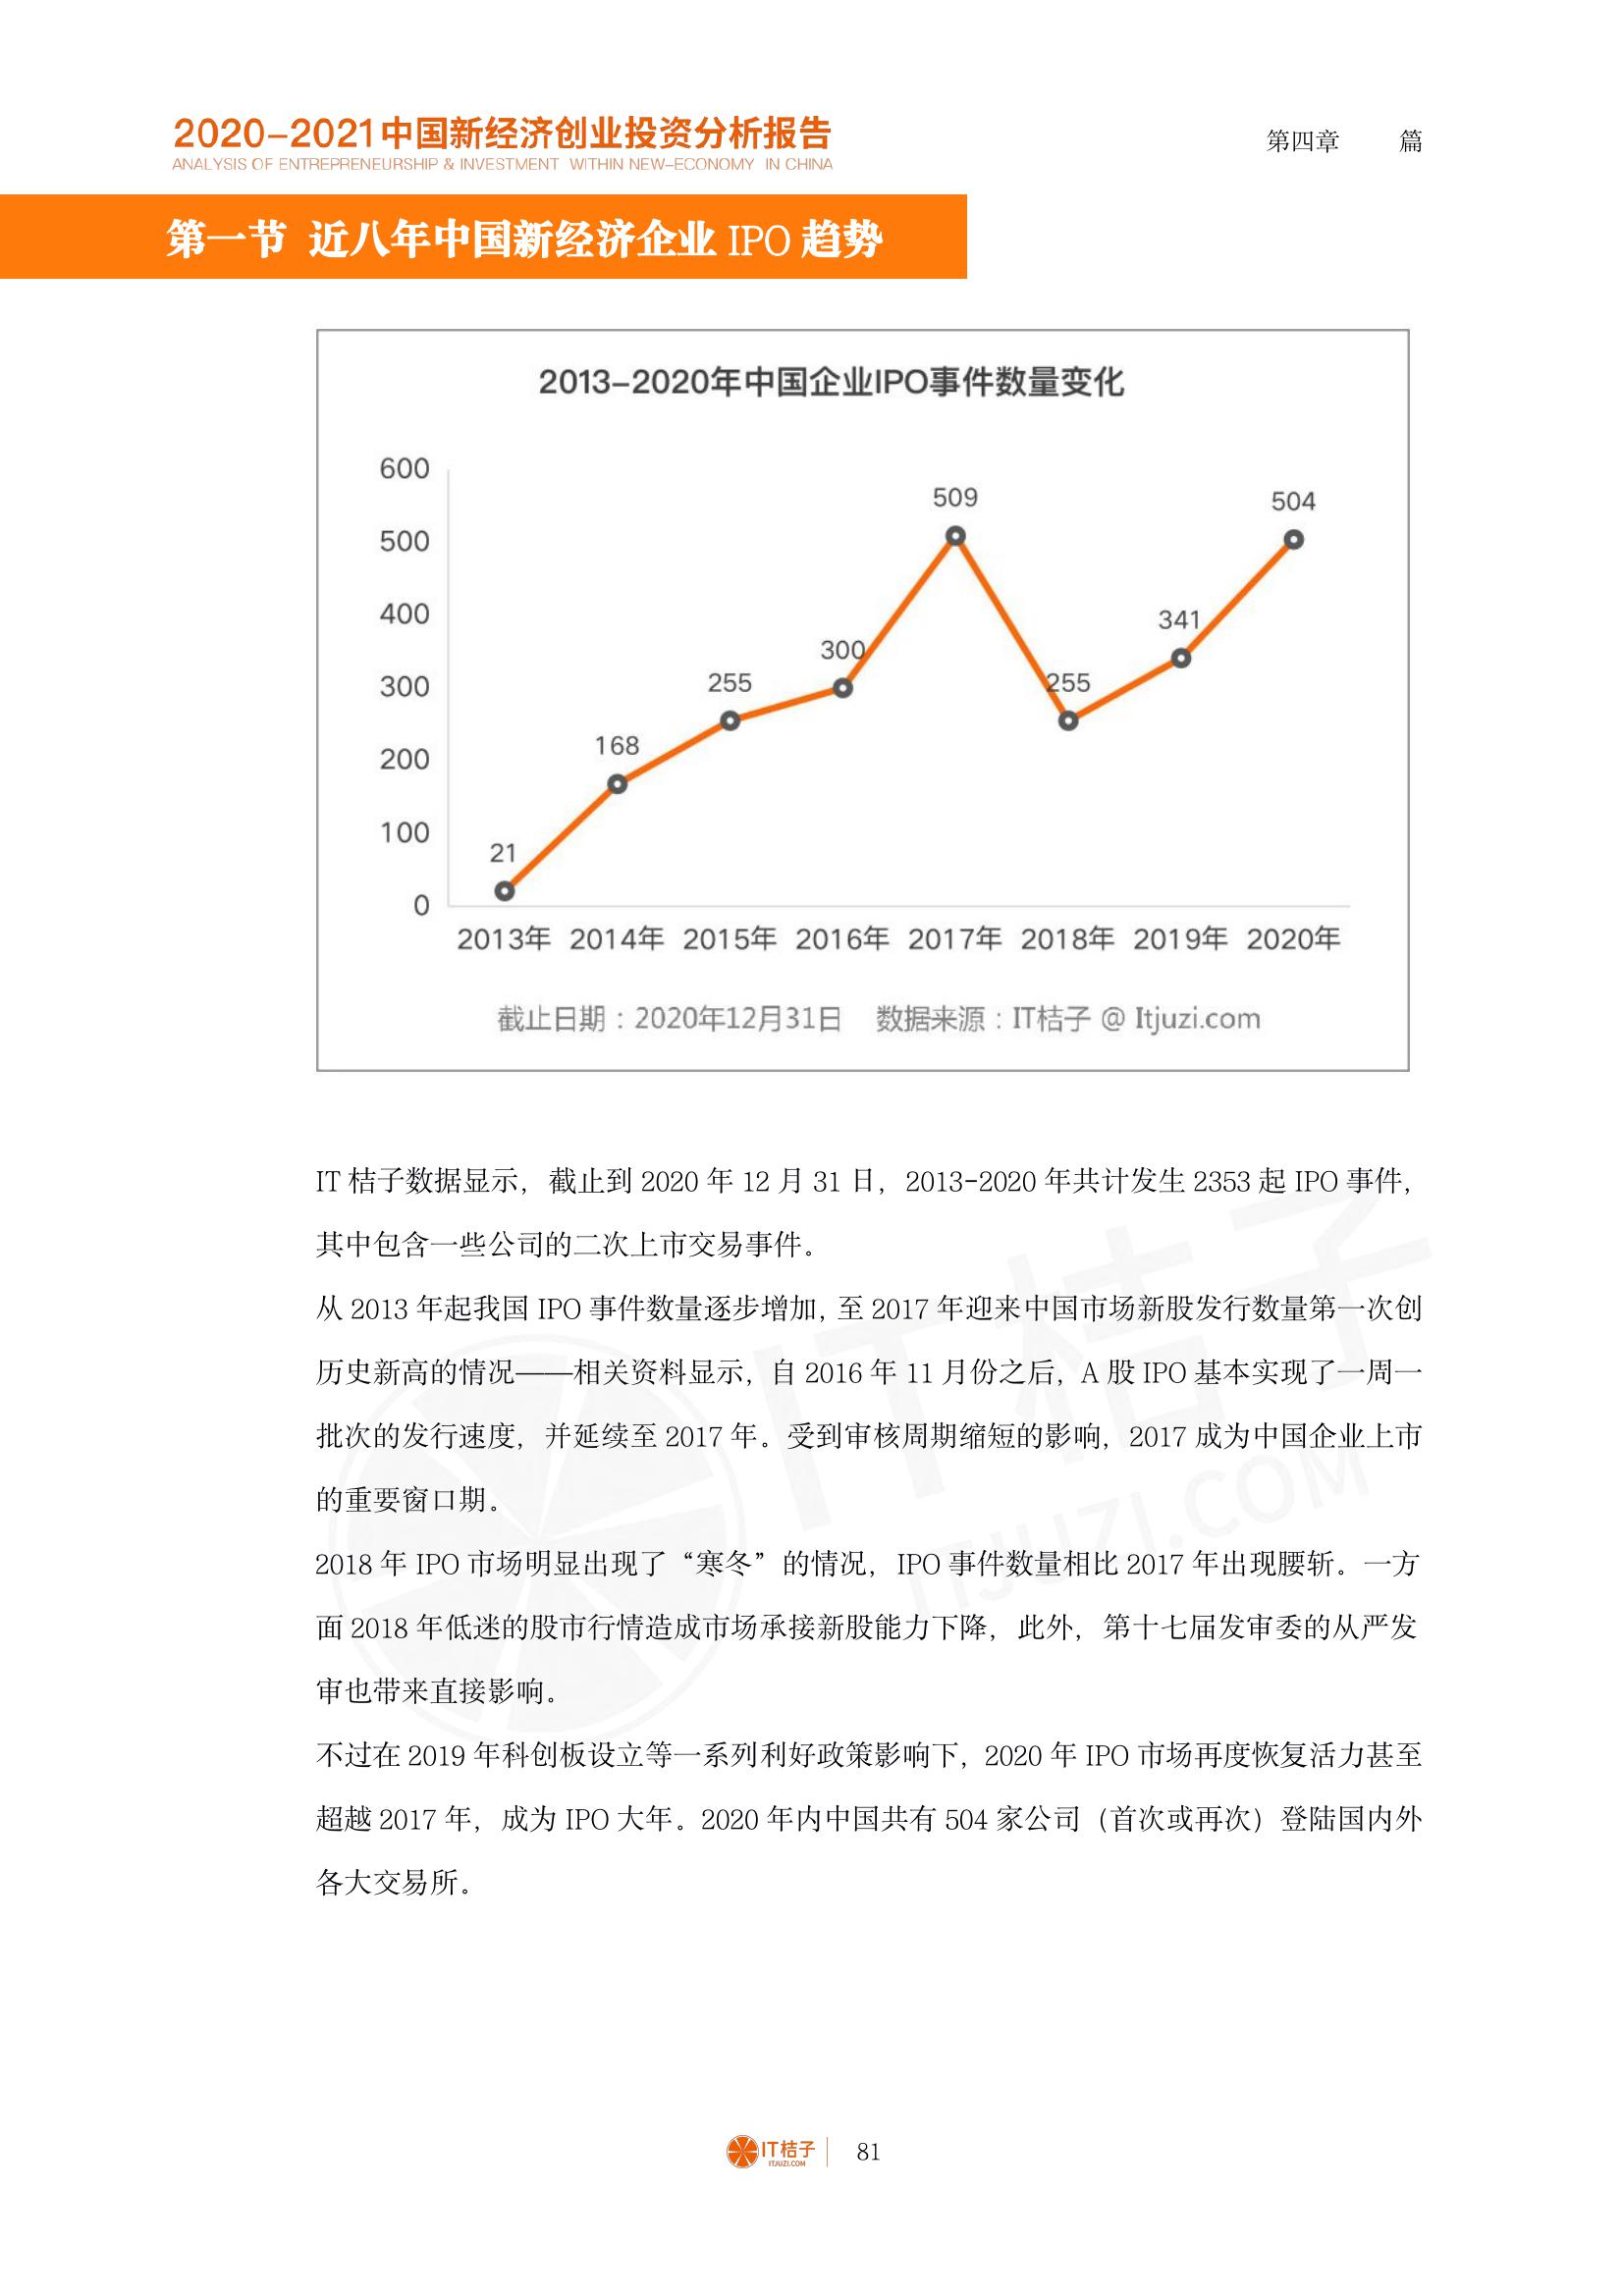 2020-2021中国新经济创业投资分析报告
ANALYSIS OF ENTREPRENEURSHIP & INVESTMENT WITHIN NEW-ECONOMY IN CHINA
第四章 篇
第一节 近八年中国新经济企业 IPO 趋势
2013-2020年中国企业IPO事件数量变化
600
500
400
300
200
100
0
21
168
255
300
509
255
341
504
2013年 2014年 2015年 2016年 2017年 2018年 2019年 2020年
截止日期：2020年12月31日 数据来源：IT桔子 @ Itjuzi.com
IT 桔子数据显示，截止到 2020 年 12 月 31 日，2013-2020 年共计发生 2353 起 IPO 事件，
其中包含一些公司的二次上市交易事件。
从 2013 年起我国 IPO 事件数量逐步增加，至 2017 年迎来中国市场新股发行数量第一次创
历史新高的情况——相关资料显示，自 2016 年 11 月份之后，A 股 IPO 基本实现了一周一
批次的发行速度，并延续至 2017 年。受到审核周期缩短的影响，2017 成为中国企业上市
的重要窗口期。
2018 年 IPO 市场明显出现了“寒冬”的情况，IPO 事件数量相比 2017 年出现腰斩。一方
面 2018 年低迷的股市行情造成市场承接新股能力下降，此外，第十七届发审委的从严发
审也带来直接影响。
不过在 2019 年科创板设立等一系列利好政策影响下，2020 年 IPO 市场再度恢复活力甚至
超越 2017 年，成为 IPO 大年。2020 年内中国共有 504 家公司（首次或再次）登陆国内外
各大交易所。
IT桔子
ITJUZI.COM
IT桔子
ITJUZI.COM
81